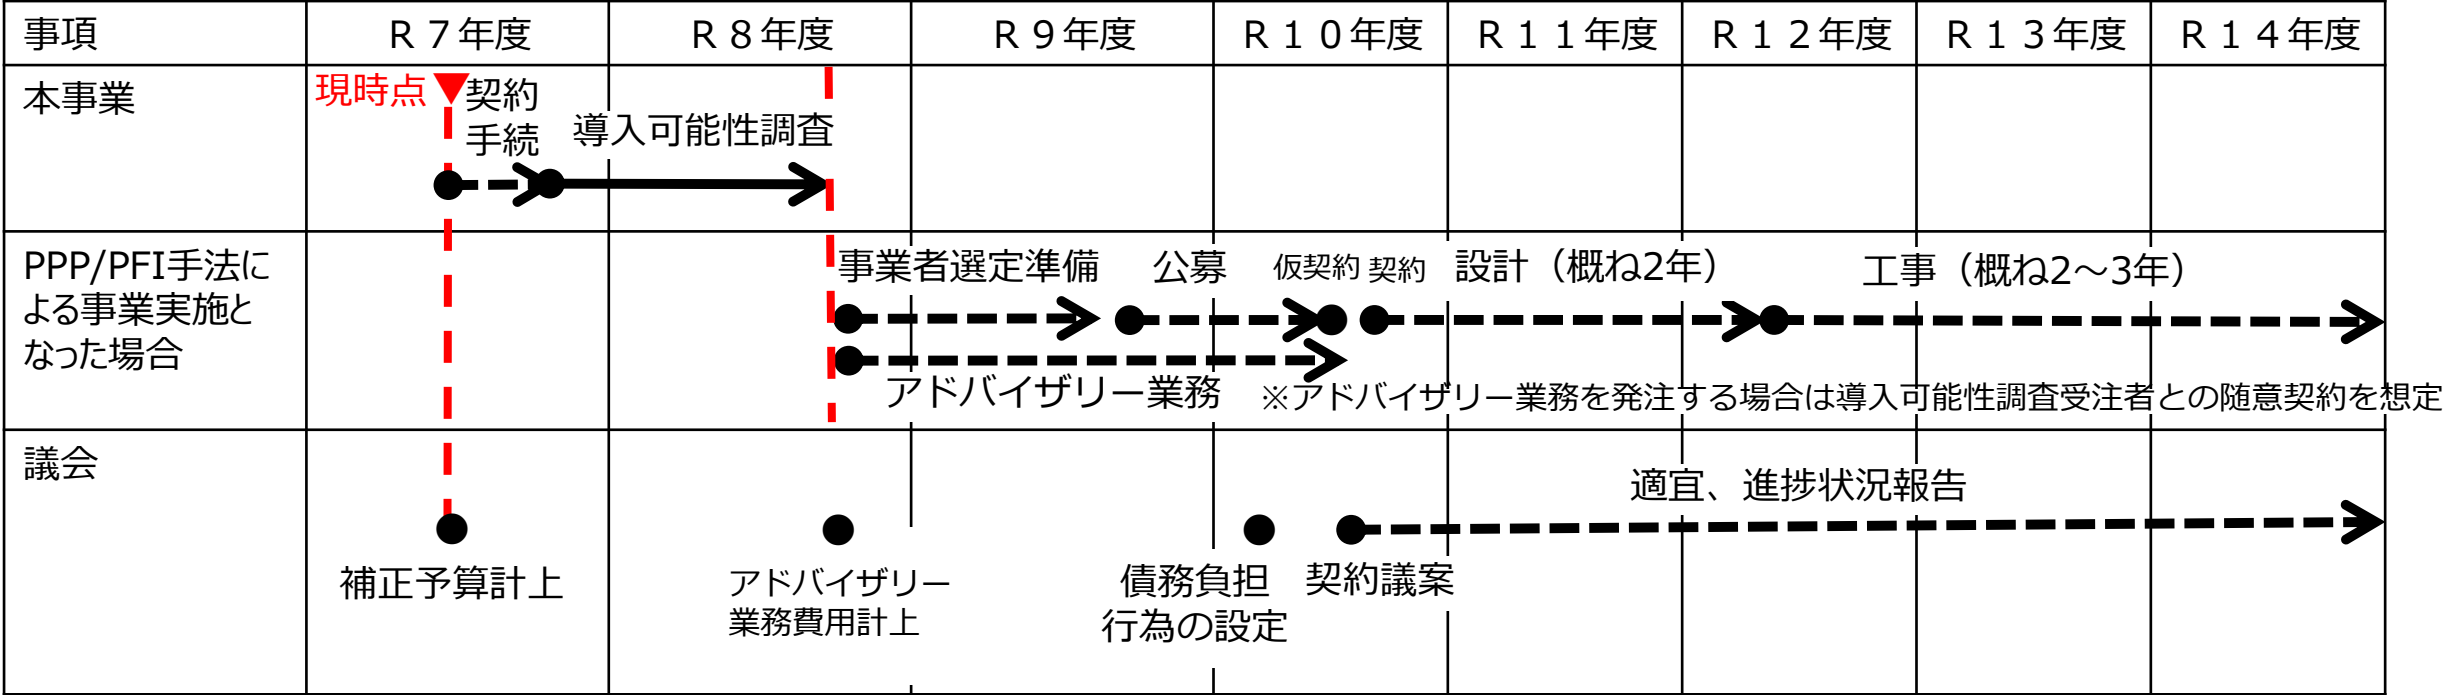 事項
Ｒ７年度
Ｒ８年度
Ｒ９年度
Ｒ１０年度
Ｒ１１年度
Ｒ１２年度
Ｒ１３年度
Ｒ１４年度
本事業
現時点
契約
手続
導入可能性調査
PPP/PFI手法に
よる事業実施と
なった場合
事業者選定準備
公募
仮契約
契約
設計（概ね2年）
工事（概ね2～3年）
アドバイザリー業務
※アドバイザリー業務を発注する場合は導入可能性調査受注者との随意契約を想定
議会
適宜、進捗状況報告
補正予算計上
アドバイザリー
業務費用計上
債務負担
行為の設定
契約議案